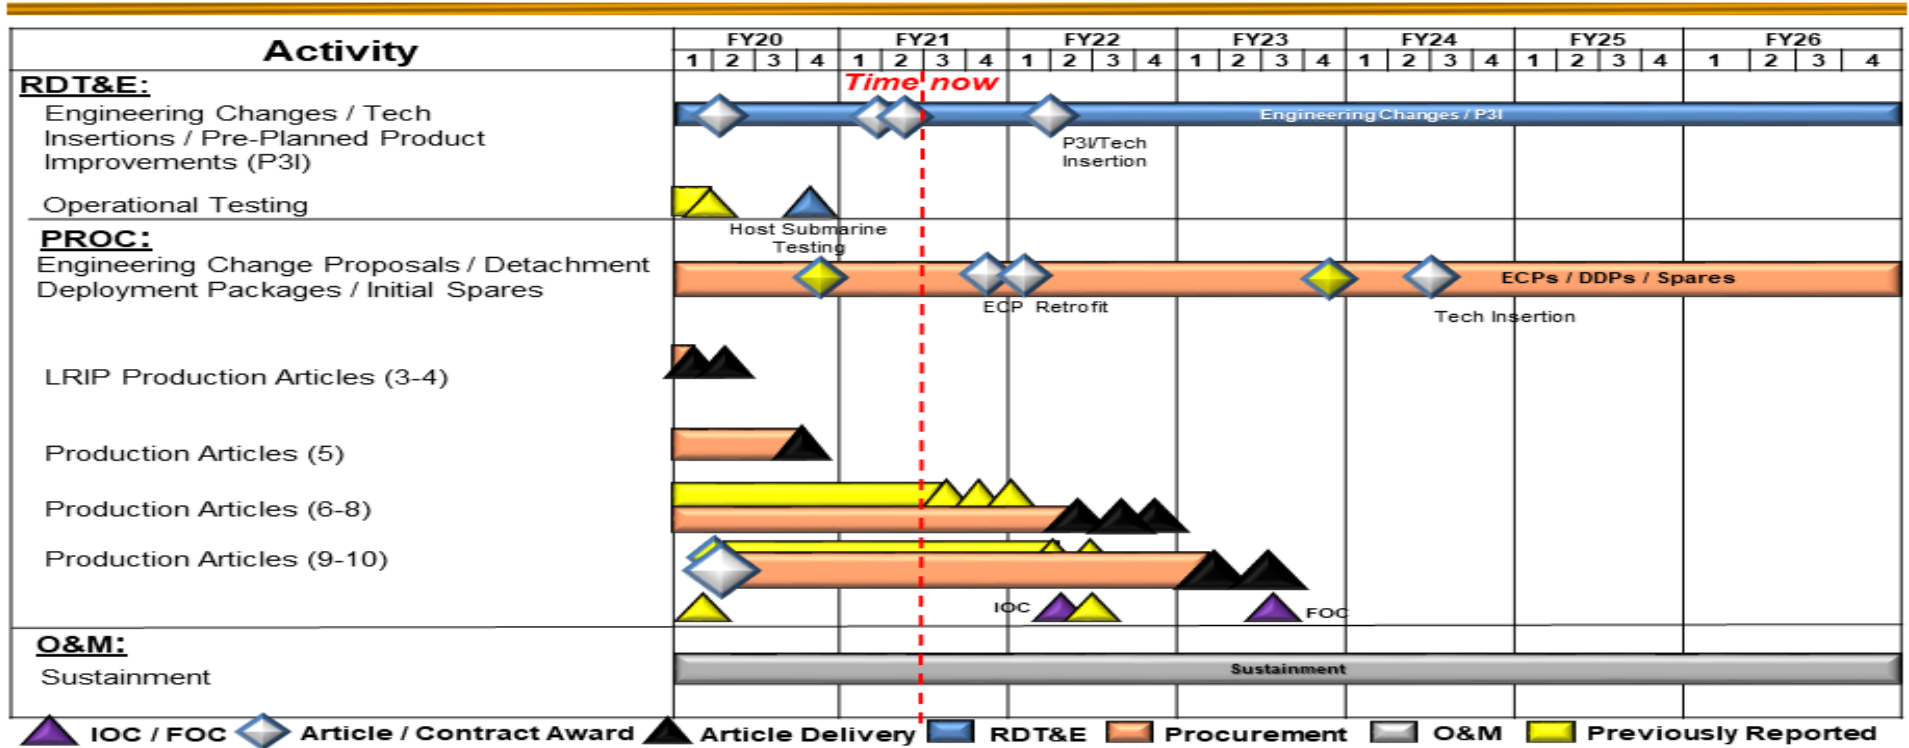 Activity
FY20 FY21 FY22 FY23 FY24 FY25 FY26
1 2 3 4 1 2 3 4 1 2 3 4 1 2 3 4 1 2 3 4 1 2 3 4 1 2 3 4
Time now
RDT&E:
Engineering Changes / Tech
Insertions / Pre-Planned Product
Improvements (P3I)
Engineering Changes / P3I
P3I/Tech
Insertion
Operational Testing
Host Submarine
Testing
PROC:
Engineering Change Proposals / Detachment
Deployment Packages / Initial Spares
ECPs / DDPs / Spares
ECP Retrofit
Tech Insertion
LRIP Production Articles (3-4)
Production Articles (5)
Production Articles (6-8)
Production Articles (9-10)
IOC
FOC
O&M:
Sustainment
Sustainment
IOC / FOC Article / Contract Award Article Delivery RDT&E Procurement O&M Previously Reported